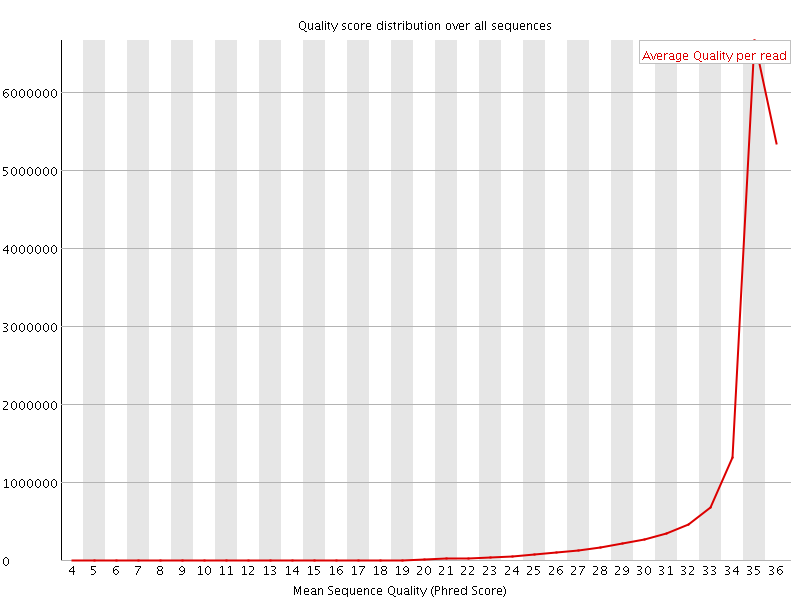 Quality score distribution over all sequences
Average Quality per read
6000000
5000000
4000000
3000000
2000000
1000000
0
4 5 6 7 8 9 10 11 12 13 14 15 16 17 18 19 20 21 22 23 24 25 26 27 28 29 30 31 32 33 34 35 36
Mean Sequence Quality (Phred Score)